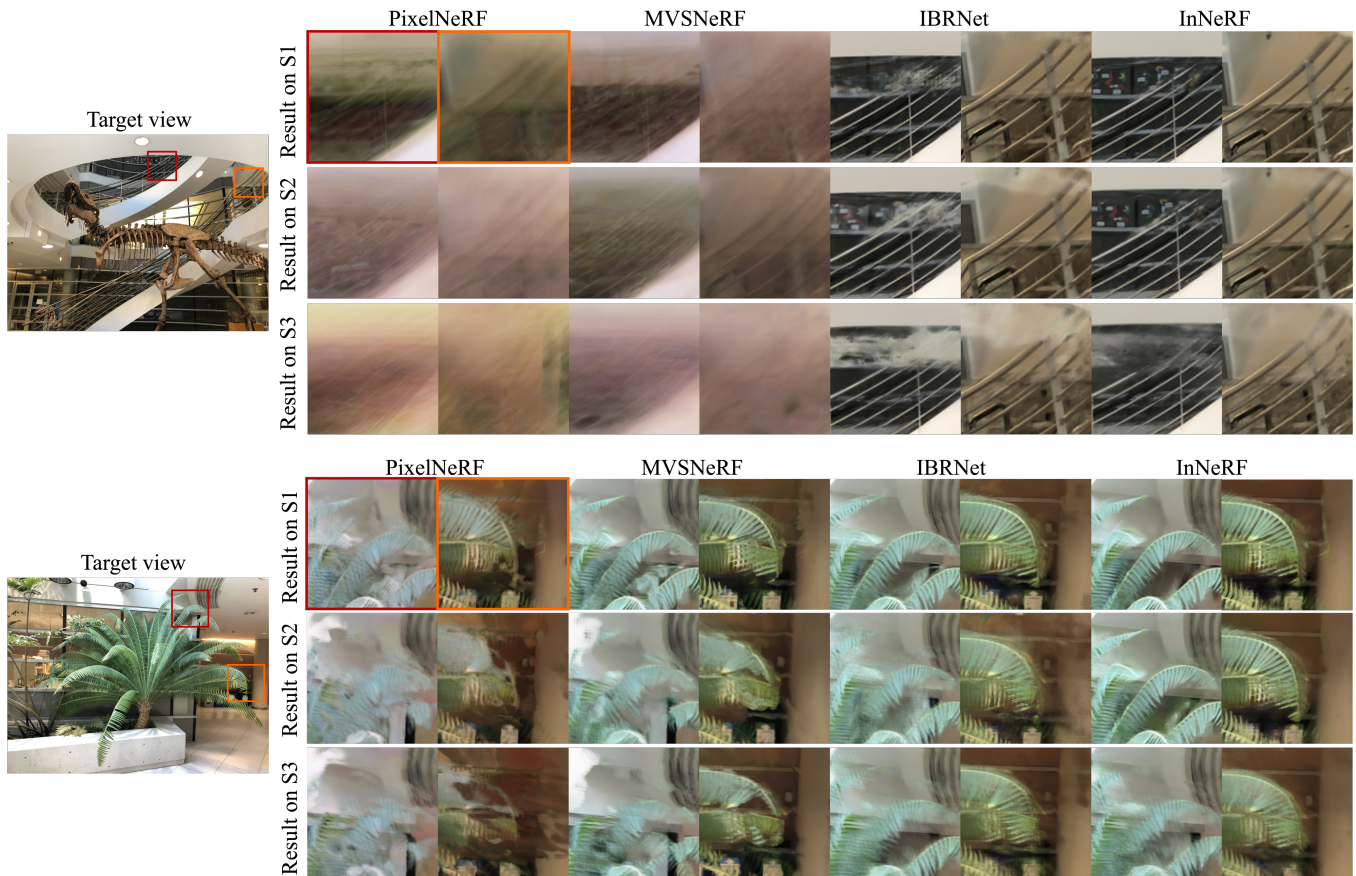 PixelNeRF MVSNeRF IBRNet InNeRF
Target view
Result on S1
Result on S2
Result on S3
PixelNeRF MVSNeRF IBRNet InNeRF
Target view
Result on S1
Result on S2
Result on S3